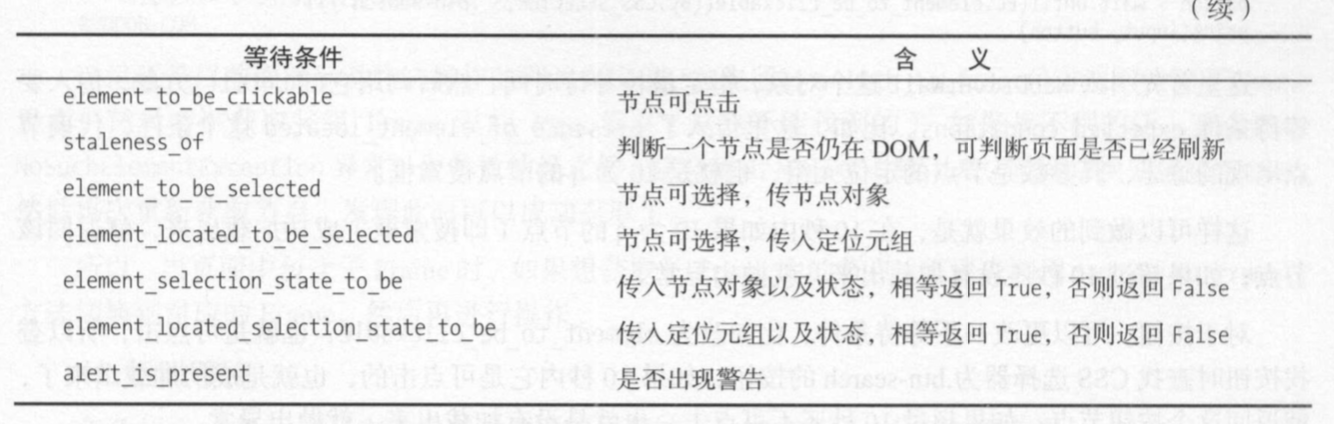 （续）
等待条件 含 义
element_to_be_clickable 节点可点击
staleness_of 判断一个节点是否仍在 DOM，可判断页面是否已经刷新
element_to_be_selected 节点可选择，传节点对象
element_located_to_be_selected 节点可选择，传入定位元组
element_selection_state_to_be 传入节点对象以及状态，相等返回 True，否则返回 False
element_located_selection_state_to_be 传入定位元组以及状态，相等返回 True，否则返回 False
alert_is_present 是否出现警告